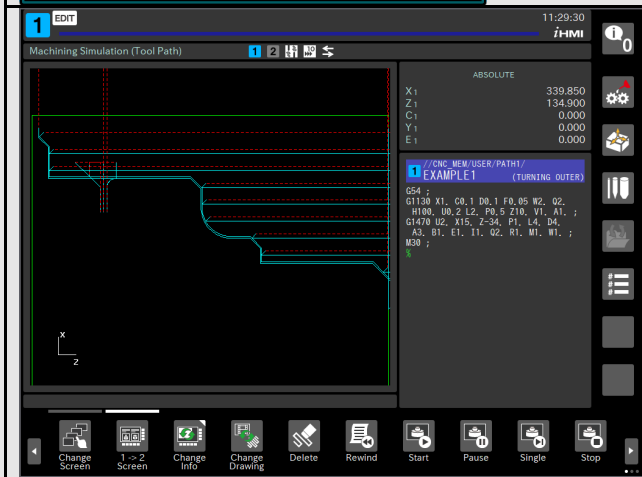 1 EDIT
11:29:30
iHMI
Machining Simulation (Tool Path)
1 2
10
0
ABSOLUTE
X1 339.850
Z1 134.900
C1 0.000
Y1 0.000
E1 0.000
1 //CNC_MEM/USER/PATH1/
EXAMPLE1 (TURNING OUTER)
G54 ;
G1130 X1. C0.1 D0.1 F0.05 W2. Q2.
H100. U0.2 L2. P0.5 Z10. V1. A1. ;
G1470 U2. X15. Z-34. P1. L4. D4.
A3. B1. E1. I1. Q2. R1. M1. W1. ;
M30 ;
%
X
Z
Change Screen
1 -> 2 Screen
Change Info
Change Drawing
Delete
Rewind
Start
Pause
Single
Stop